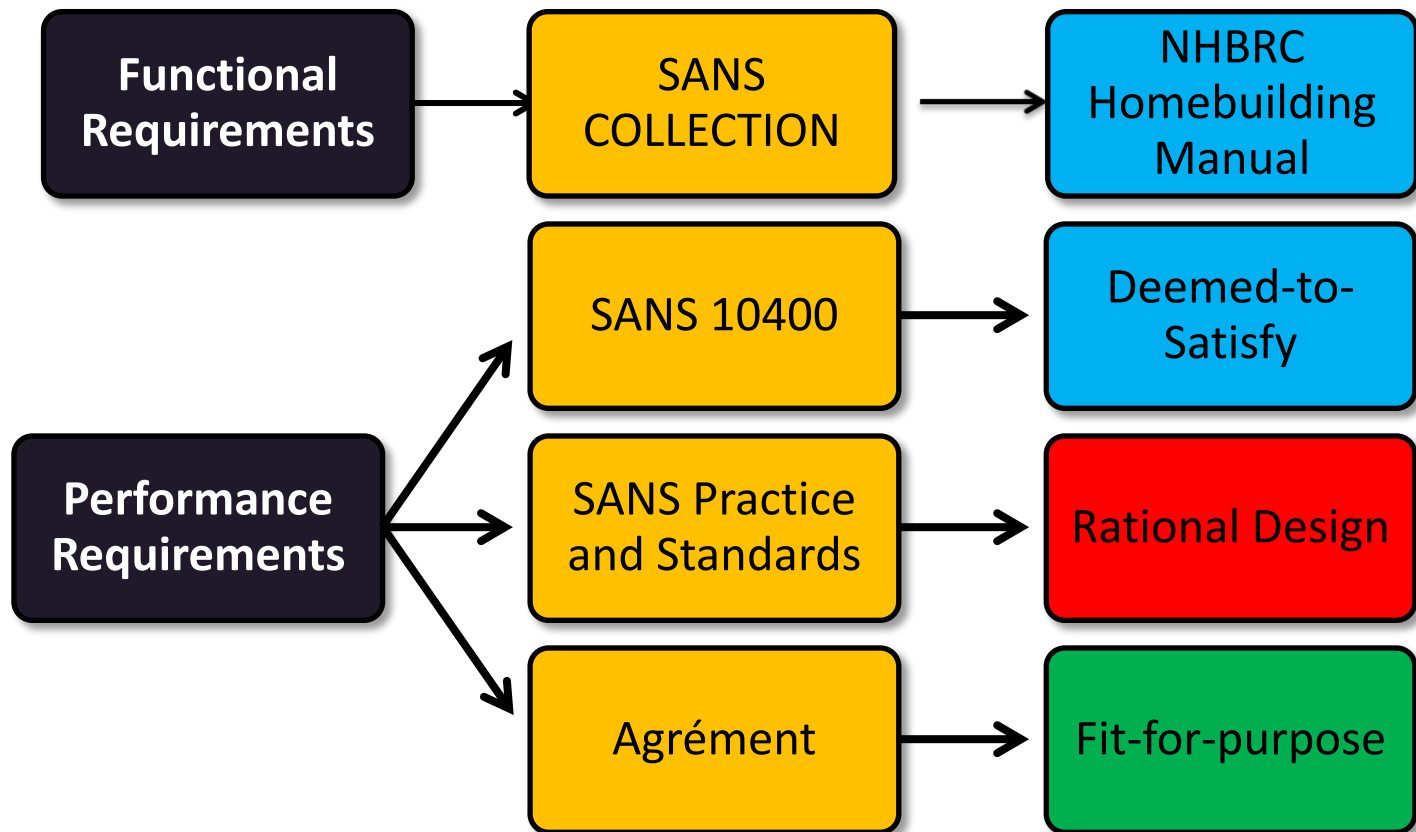 Functional
Requirements
SANS
COLLECTION
NHBRC
Homebuilding
Manual
SANS 10400
Deemed-to-
Satisfy
Performance
Requirements
SANS Practice
and Standards
Rational Design
Agrément
Fit-for-purpose